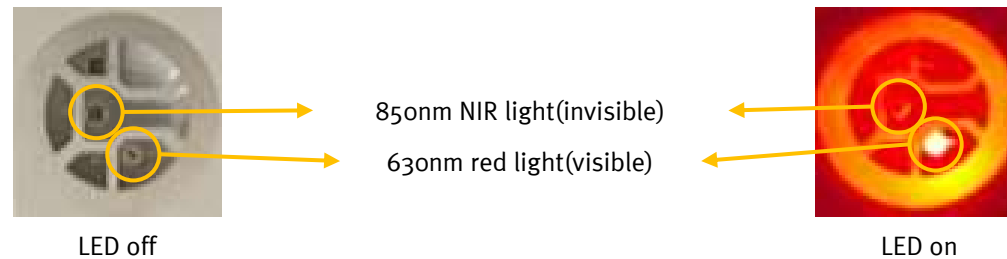 850nm NIR light(invisible)
630nm red light(visible)
LED off
LED on